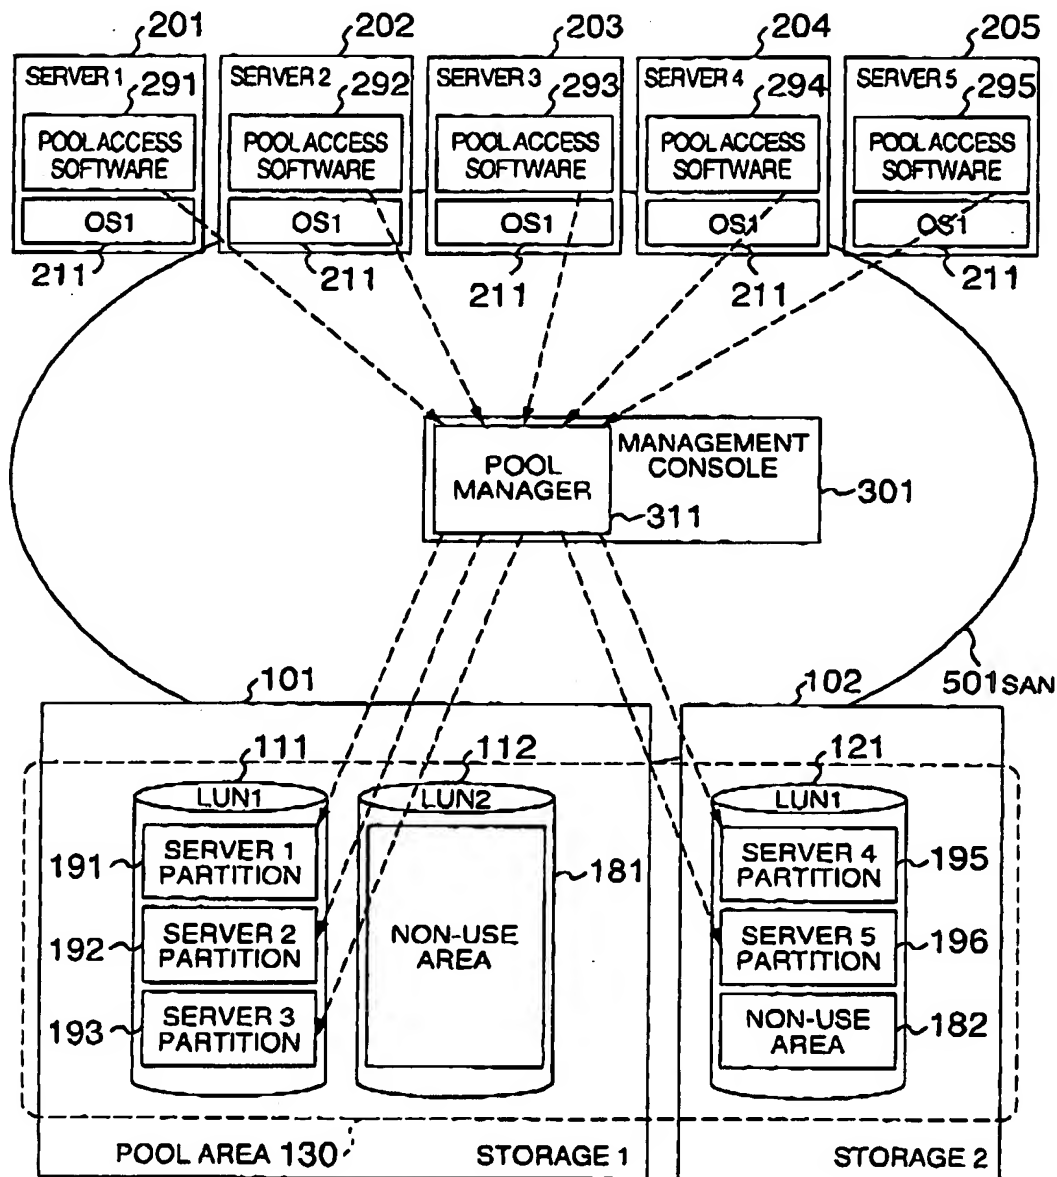 201
202
203
204
205
SERVER 1
SERVER 2
SERVER 3
SERVER 4
SERVER 5
291
292
293
294
295
POOL ACCESS
SOFTWARE
POOL ACCESS
SOFTWARE
POOL ACCESS
SOFTWARE
POOL ACCESS
SOFTWARE
POOL ACCESS
SOFTWARE
OS1
OS1
OS1
OS1
OS1
211
211
211
211
211
POOL
MANAGER
MANAGEMENT
CONSOLE
301
311
501 SAN
101
102
111
112
121
LUN1
LUN2
LUN1
191
SERVER 1
PARTITION
192
SERVER 2
PARTITION
193
SERVER 3
PARTITION
NON-USE
AREA
181
SERVER 4
PARTITION
195
SERVER 5
PARTITION
196
NON-USE
AREA
182
POOL AREA 130
STORAGE 1
STORAGE 2